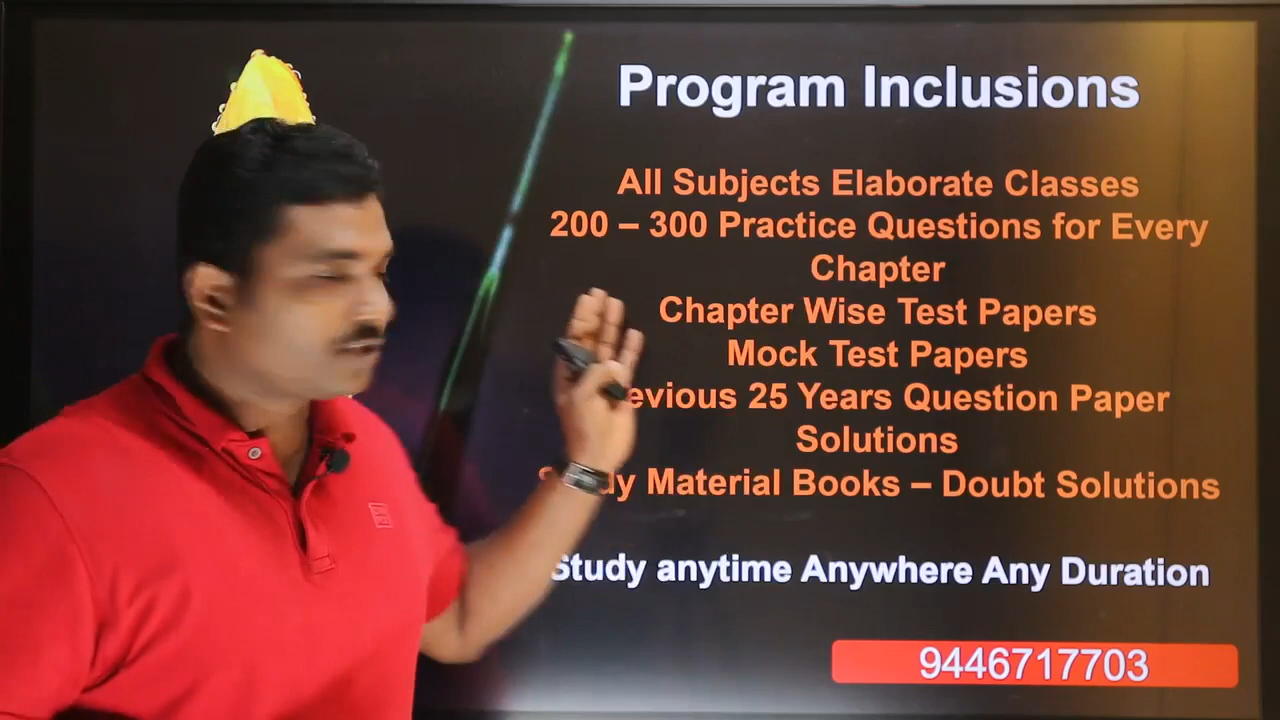 Program Inclusions
All Subjects Elaborate Classes
200 – 300 Practice Questions for Every
Chapter
Chapter Wise Test Papers
Mock Test Papers
evious 25 Years Question Paper
Solutions
Material Books – Doubt Solutions
Study anytime Anywhere Any Duration
9446717703